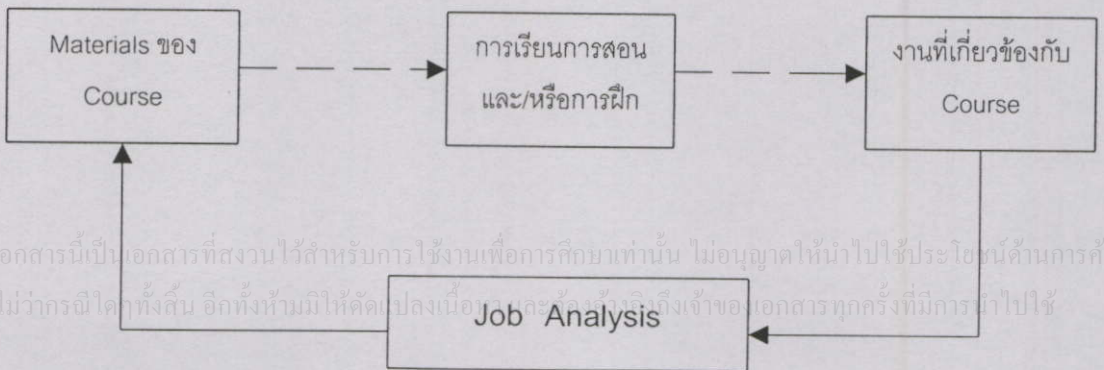 Materials ของ
Course
การเรียนการสอน
และ/หรือการฝึก
งานที่เกี่ยวข้องกับ
Course
อกสารนี้เป็นเอกสารที่สงวนไว้สำหรับการใช้งานเพื่อการศึกษาเท่านั้น ไม่อนุญาตให้นำไปใช้ประโยชน์ด้านการค้
ไม่ว่ากรณีใดๆทั้งสิ้น อีกทั้งห้ามมิให้ดัดแปลงเนื้อหา และต้องอ้างอิงถึงเจ้าของเอกสารทุกครั้งที่มีการนำไปใช้
Job Analysis